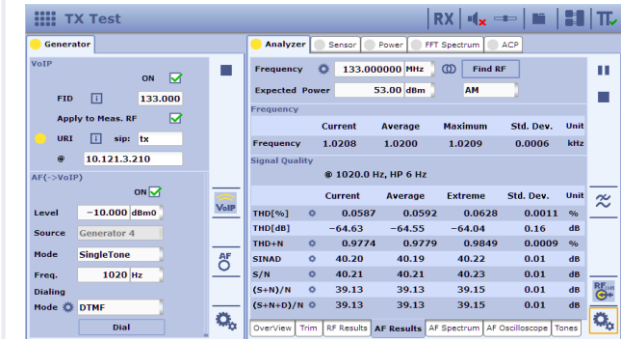 TX Test
RX
Generator
VoIP
ON
FID i 133.000
Apply to Meas. RF
URI i sip: tx
@ 10.121.3.210
AF(->VoIP)
ON
Level -10.000 dBm0
Source Generator 4
Mode SingleTone
Freq. 1020 Hz
Dialing
Mode DTMF
Dial
VoIP
AF
Analyzer Sensor Power FFT Spectrum ACP
Frequency 133.000000 MHz Find RF
Expected Power 53.00 dBm AM
Frequency
Current Average Maximum Std. Dev. Unit
Frequency 1.0208 1.0200 1.0209 0.0006 kHz
Signal Quality
@ 1020.0 Hz, HP 6 Hz
Current Average Extreme Std. Dev. Unit
THD[%] 0.0587 0.0592 0.0628 0.0011 %
THD[dB] -64.63 -64.55 -64.04 0.16 dB
THD+N 0.9774 0.9779 0.9849 0.0009 %
SINAD 40.20 40.19 40.22 0.01 dB
S/N 40.21 40.21 40.23 0.01 dB
(S+N)/N 39.13 39.13 39.15 0.01 dB
(S+N+D)/N 39.13 39.13 39.15 0.01 dB
OverView Trim RF Results AF Results AF Spectrum AF Oscilloscope Tones
RF